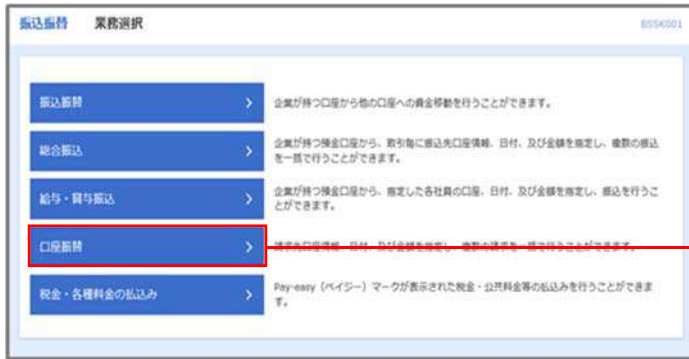 振込振替 業務選択 BSSK001
振込振替 企業が持つ口座から他の口座への資金移動を行うことができます。
総合振込 企業が持つ預金口座から、取引毎に振込先口座情報、日付、及び金額を指定し、複数の振込
を一括で行うことができます。
給与・賞与振込 企業が持つ預金口座から、指定した各社員の口座、日付、及び金額を指定し、振込を行うこ
とができます。
口座振替 請求先口座情報、日付、及び金額を指定し、複数の請求を一括で行うことができます。
税金・各種料金の払込み Pay-easy（ペイジー）マークが表示された税金・公共料金等の払込みを行うことができま
す。